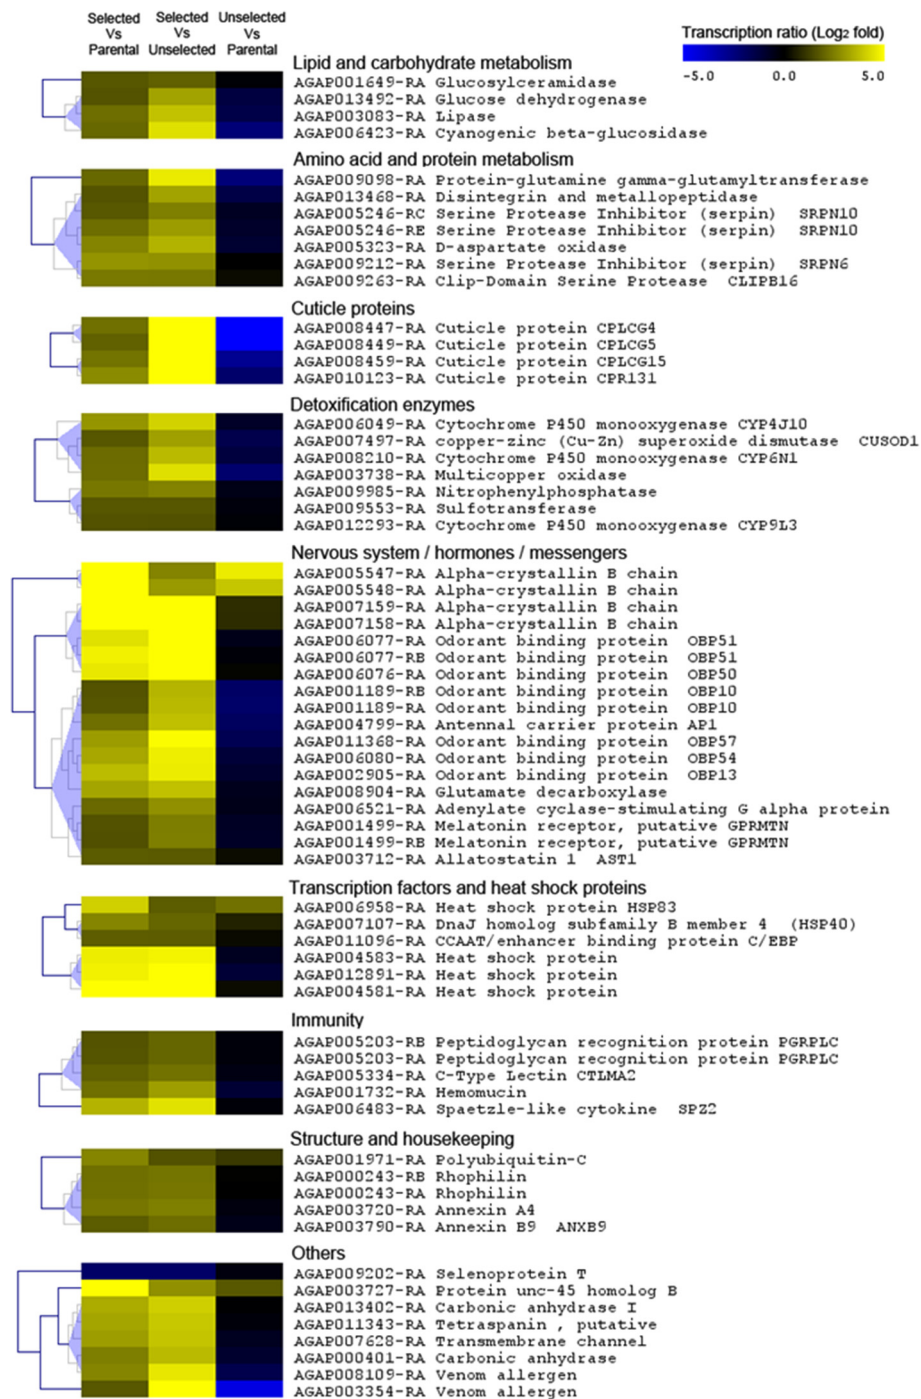 Selected Vs Parental
Selected Vs Unselected
Unselected Vs Parental
Transcription ratio (Log2 fold)
-5.0 0.0 5.0
Lipid and carbohydrate metabolism
AGAP001649-RA Glucosylceramidase
AGAP013492-RA Glucose dehydrogenase
AGAP003083-RA Lipase
AGAP006423-RA Cyanogenic beta-glucosidase
Amino acid and protein metabolism
AGAP009098-RA Protein-glutamine gamma-glutamyltransferase
AGAP013468-RA Disintegrin and metallopeptidase
AGAP005246-RC Serine Protease Inhibitor (serpin) SRPN10
AGAP005246-RE Serine Protease Inhibitor (serpin) SRPN10
AGAP005323-RA D-aspartate oxidase
AGAP009212-RA Serine Protease Inhibitor (serpin) SRPN6
AGAP009263-RA Clip-Domain Serine Protease CLIPB16
Cuticle proteins
AGAP008447-RA Cuticle protein CPLCG4
AGAP008449-RA Cuticle protein CPLCG5
AGAP008459-RA Cuticle protein CPLCG15
AGAP010123-RA Cuticle protein CPR131
Detoxification enzymes
AGAP006049-RA Cytochrome P450 monooxygenase CYP4J10
AGAP007497-RA copper-zinc (Cu-Zn) superoxide dismutase CUSOD1
AGAP008210-RA Cytochrome P450 monooxygenase CYP6N1
AGAP003738-RA Multicopper oxidase
AGAP009985-RA Nitrophenylphosphatase
AGAP009553-RA Sulfotransferase
AGAP012293-RA Cytochrome P450 monooxygenase CYP9L3
Nervous system / hormones / messengers
AGAP005547-RA Alpha-crystallin B chain
AGAP005548-RA Alpha-crystallin B chain
AGAP007159-RA Alpha-crystallin B chain
AGAP007158-RA Alpha-crystallin B chain
AGAP006077-RA Odorant binding protein OBP51
AGAP006077-RB Odorant binding protein OBP51
AGAP006076-RA Odorant binding protein OBP50
AGAP001189-RB Odorant binding protein OBP10
AGAP001189-RA Odorant binding protein OBP10
AGAP004799-RA Antennal carrier protein AP1
AGAP011368-RA Odorant binding protein OBP57
AGAP006080-RA Odorant binding protein OBP54
AGAP002905-RA Odorant binding protein OBP13
AGAP008904-RA Glutamate decarboxylase
AGAP006521-RA Adenylate cyclase-stimulating G alpha protein
AGAP001499-RA Melatonin receptor, putative GPRMTN
AGAP001499-RB Melatonin receptor, putative GPRMTN
AGAP003712-RA Allatostatin 1 AST1
Transcription factors and heat shock proteins
AGAP006958-RA Heat shock protein HSP83
AGAP007107-RA DnaJ homolog subfamily B member 4 (HSP40)
AGAP011096-RA CCAAT/enhancer binding protein C/EBP
AGAP004583-RA Heat shock protein
AGAP012891-RA Heat shock protein
AGAP004581-RA Heat shock protein
Immunity
AGAP005203-RB Peptidoglycan recognition protein PGRPLC
AGAP005203-RA Peptidoglycan recognition protein PGRPLC
AGAP005334-RA C-Type Lectin CTLMA2
AGAP001732-RA Hemomucin
AGAP006483-RA Spaetzle-like cytokine SPZ2
Structure and housekeeping
AGAP001971-RA Polyubiquitin-C
AGAP000243-RB Rhophilin
AGAP000243-RA Rhophilin
AGAP003720-RA Annexin A4
AGAP003790-RA Annexin B9 ANXB9
Others
AGAP009202-RA Selenoprotein T
AGAP003727-RA Protein unc-45 homolog B
AGAP013402-RA Carbonic anhydrase I
AGAP011343-RA Tetraspanin , putative
AGAP007628-RA Transmembrane channel
AGAP000401-RA Carbonic anhydrase
AGAP008109-RA Venom allergen
AGAP003354-RA Venom allergen